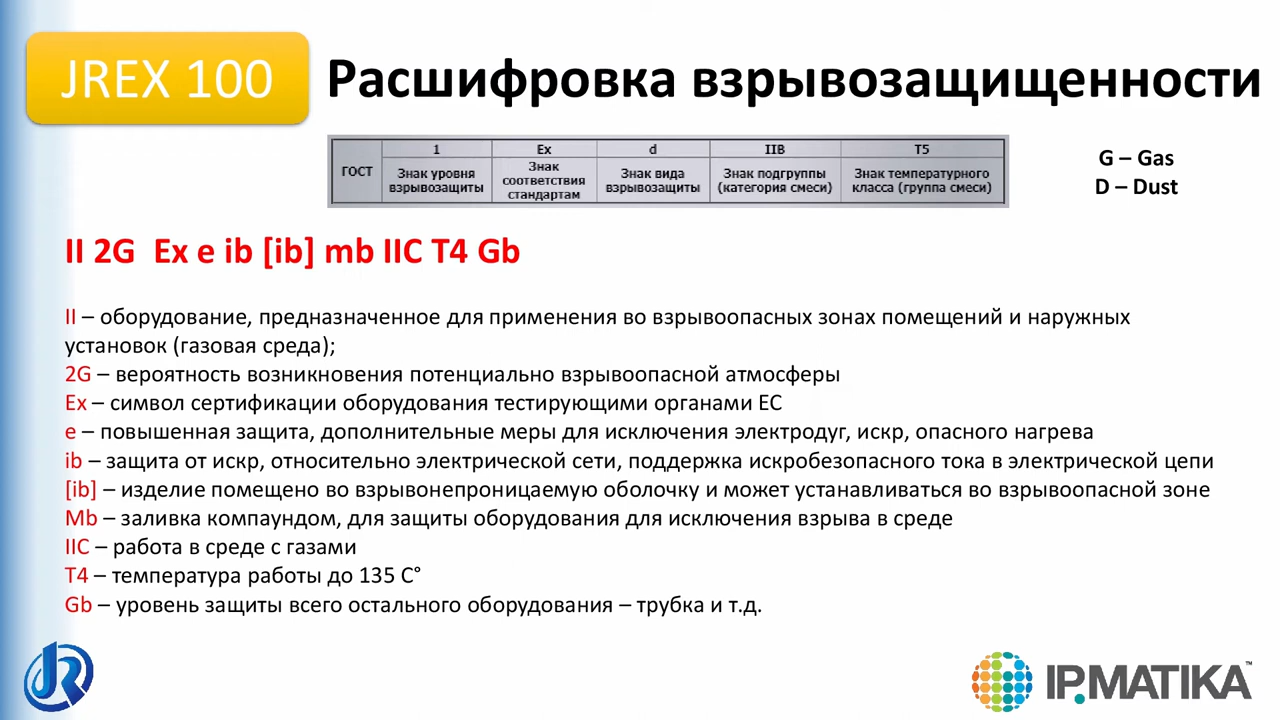 JREX 100
Расшифровка взрывозащищенности
ГОСТ
1
Ex
d
IIB
T5
Знак уровня взрывозащиты
Знак соответствия стандартам
Знак вида взрывозащиты
Знак подгруппы (категория смеси)
Знак температурного класса (группа смеси)
G – Gas
D – Dust
II 2G Ex e ib [ib] mb IIC T4 Gb
II – оборудование, предназначенное для применения во взрывоопасных зонах помещений и наружных
установок (газовая среда);
2G – вероятность возникновения потенциально взрывоопасной атмосферы
Ex – символ сертификации оборудования тестирующими органами ЕС
e – повышенная защита, дополнительные меры для исключения электродуг, искр, опасного нагрева
ib – защита от искр, относительно электрической сети, поддержка искробезопасного тока в электрической цепи
[ib] – изделие помещено во взрывонепроницаемую оболочку и может устанавливаться во взрывоопасной зоне
Mb – заливка компаундом, для защиты оборудования для исключения взрыва в среде
IIC – работа в среде с газами
T4 – температура работы до 135 С°
Gb – уровень защиты всего остального оборудования – трубка и т.д.
JR
IPMATIKA™